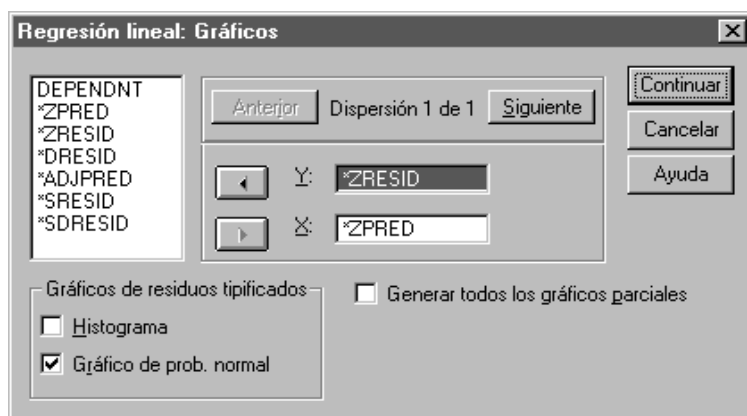 Regresión lineal: Gráficos
DEPENDNT
*ZPRED
*ZRESID
*DRESID
*ADJPRED
*SRESID
*SDRESID
Anterior
Dispersión 1 de 1
Siguiente
Y:
*ZRESID
X:
*ZPRED
Continuar
Cancelar
Ayuda
Gráficos de residuos tipificados
Histograma
Gráfico de prob. normal
Generar todos los gráficos parciales